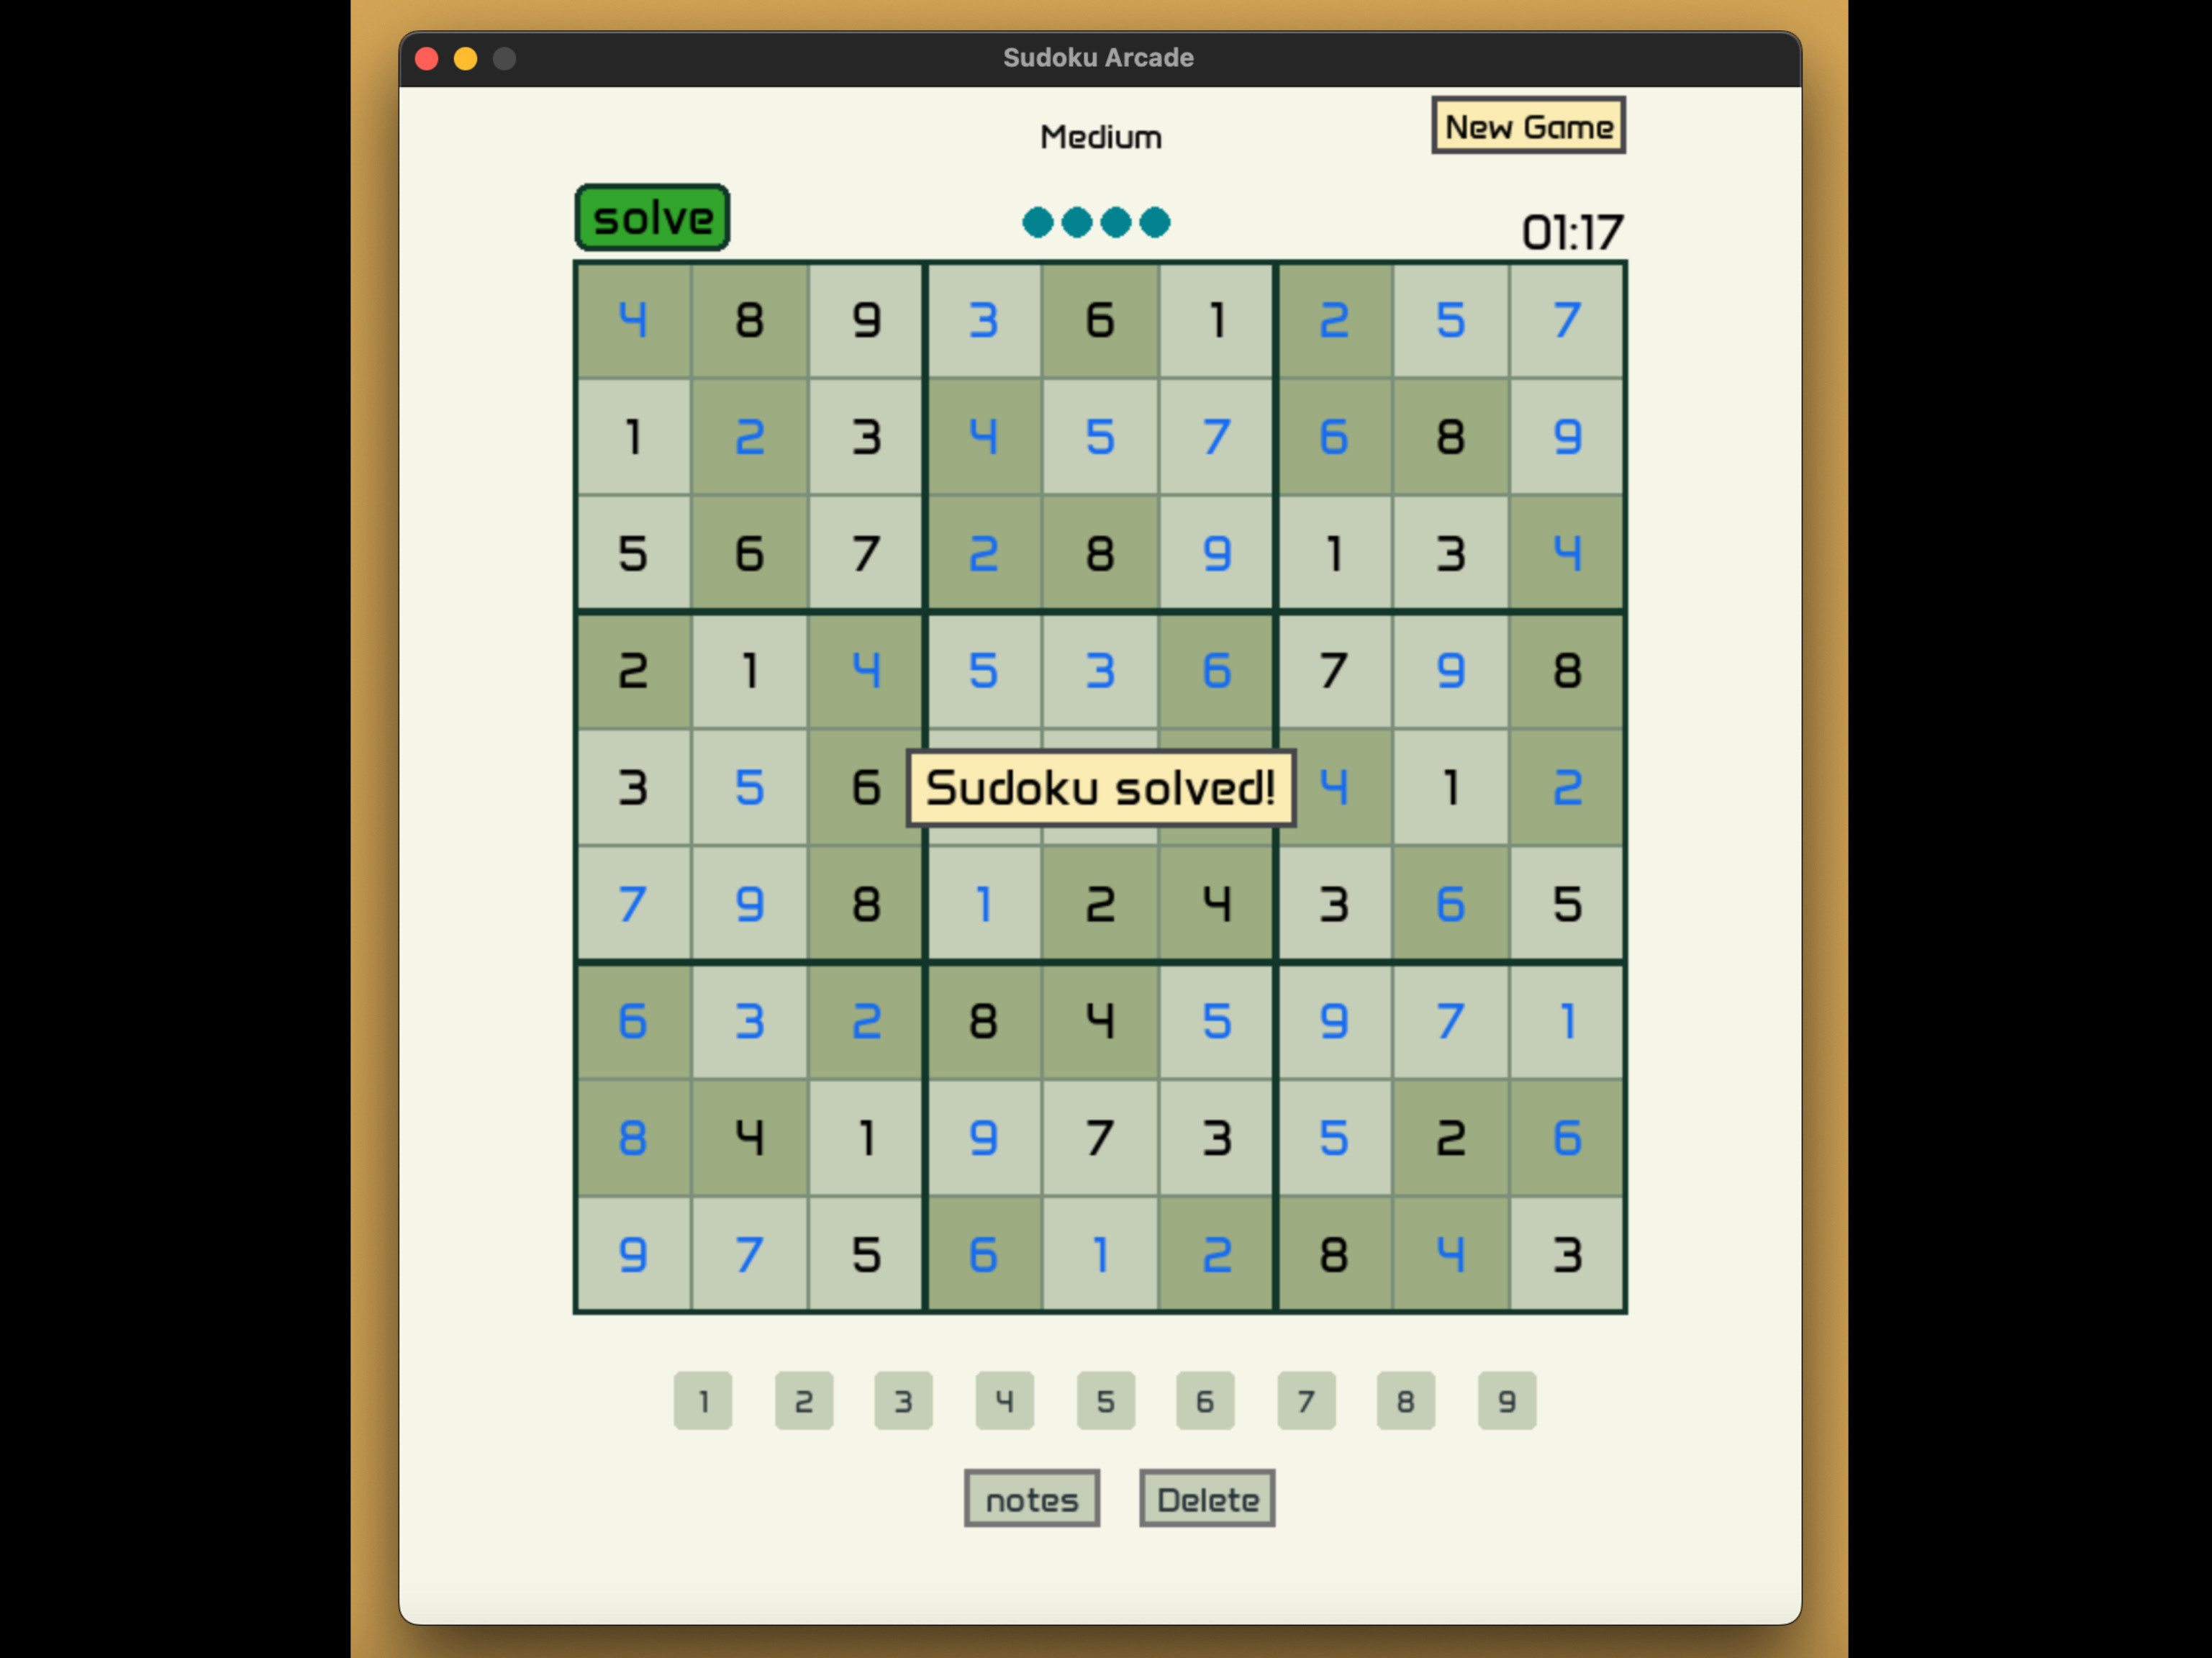 Sudoku Arcade
Medium
New Game
solve
01:17
4 8 9 3 6 1 2 5 7
1 2 3 4 5 7 6 8 9
5 6 7 2 8 9 1 3 4
2 1 4 5 3 6 7 9 8
3 5 6 Sudoku solved! 4 1 2
7 9 8 1 2 4 3 6 5
6 3 2 8 4 5 9 7 1
8 4 1 9 7 3 5 2 6
9 7 5 6 1 2 8 4 3
1 2 3 4 5 6 7 8 9
notes Delete